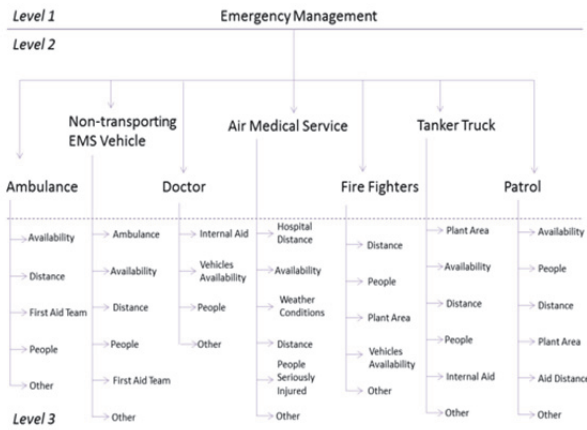 Level 1
Emergency Management
Level 2
Non-transporting
EMS Vehicle
Air Medical Service
Tanker Truck
Ambulance
Doctor
Fire Fighters
Patrol
Availability
Distance
First Aid Team
People
Other
Ambulance
Availability
Distance
People
First Aid Team
Other
Internal Aid
Vehicles
Availability
People
Other
Hospital
Distance
Availability
Weather
Conditions
Distance
People
Seriously
Injured
Other
Distance
People
Plant Area
Vehicles
Availability
Other
Plant Area
Availability
Distance
People
Internal Aid
Other
Availability
People
Distance
Plant Area
Aid Distance
Other
Level 3